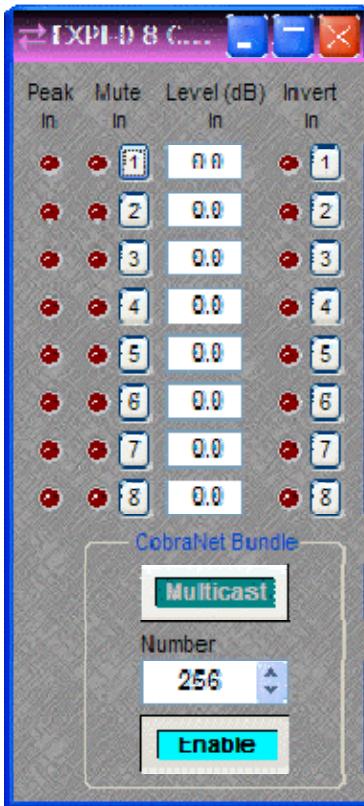 EXPI-D 8 C...
Peak Mute Level (dB) Invert
In In In In
1 0.0 1
2 0.0 2
3 0.0 3
4 0.0 4
5 0.0 5
6 0.0 6
7 0.0 7
8 0.0 8
CobraNet Bundle
Multicast
Number
256
Enable